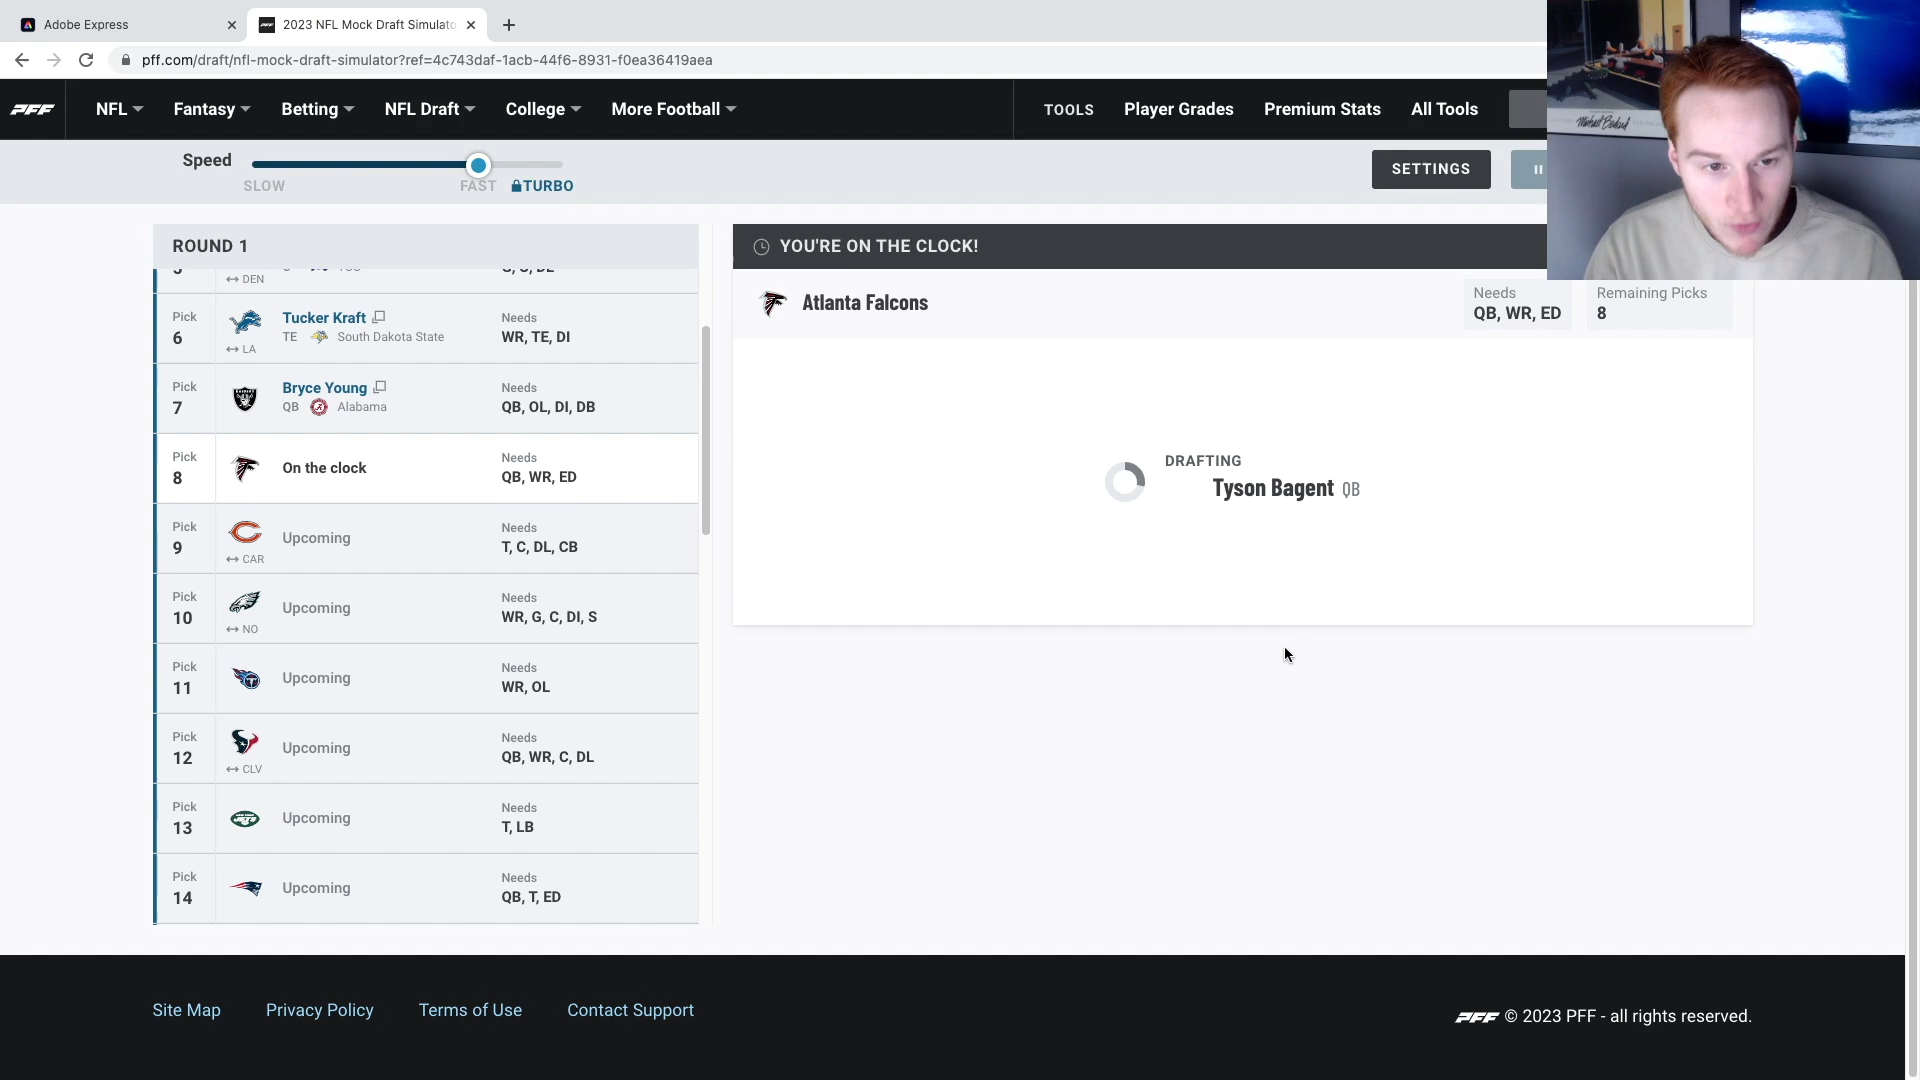 Adobe Express
2023 NFL Mock Draft Simulato
pff.com/draft/nfl-mock-draft-simulator?ref=4c743daf-1acb-44f6-8931-f0ea36419aea
PFF
NFL
Fantasy
Betting
NFL Draft
College
More Football
TOOLS
Player Grades
Premium Stats
All Tools
Speed
SLOW
FAST
TURBO
SETTINGS
ROUND 1
5
DEN
Pick
6
LA
Tucker Kraft
TE
South Dakota State
Needs
WR, TE, DI
Pick
7
Bryce Young
QB
Alabama
Needs
QB, OL, DI, DB
Pick
8
On the clock
Needs
QB, WR, ED
Pick
9
CAR
Upcoming
Needs
T, C, DL, CB
Pick
10
NO
Upcoming
Needs
WR, G, C, DI, S
Pick
11
Upcoming
Needs
WR, OL
Pick
12
CLV
Upcoming
Needs
QB, WR, C, DL
Pick
13
Upcoming
Needs
T, LB
Pick
14
Upcoming
Needs
QB, T, ED
YOU'RE ON THE CLOCK!
Atlanta Falcons
Needs
QB, WR, ED
Remaining Picks
8
DRAFTING
Tyson Bagent QB
Site Map
Privacy Policy
Terms of Use
Contact Support
PFF © 2023 PFF - all rights reserved.